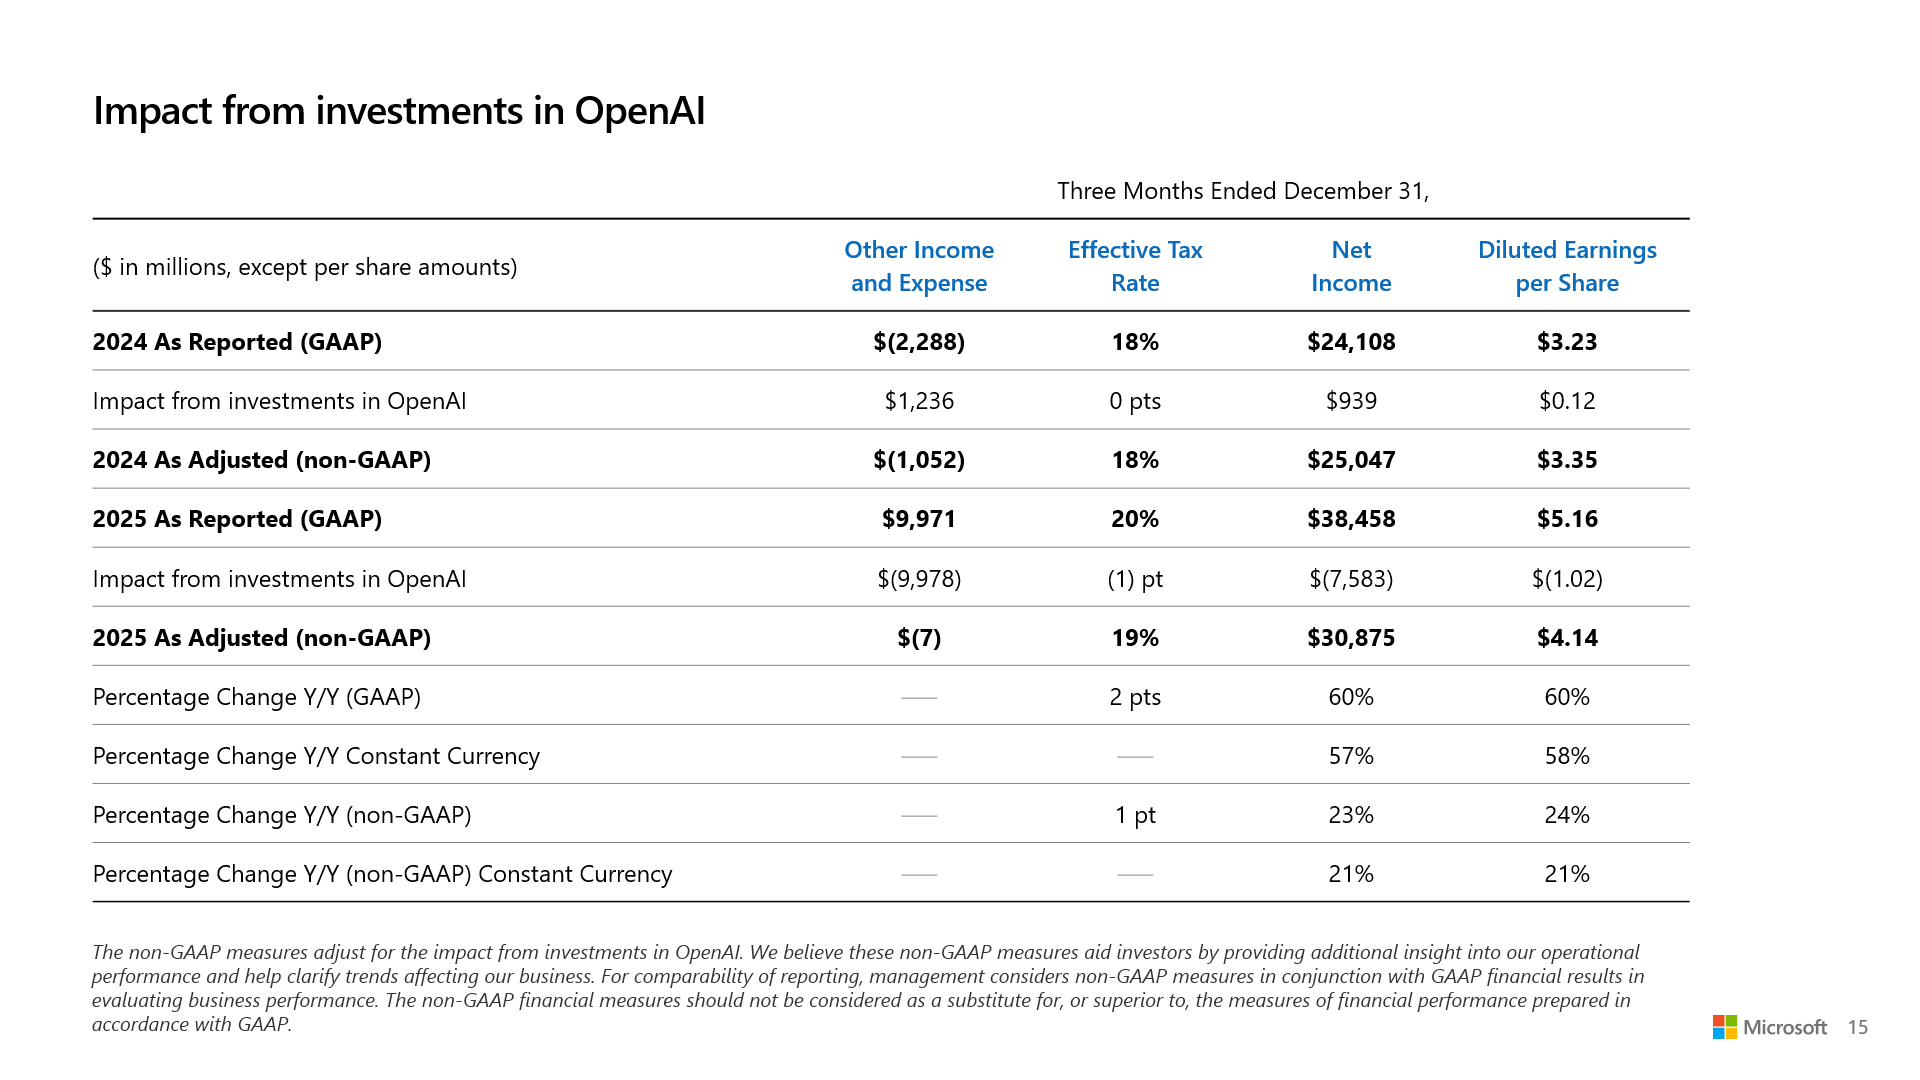 Impact from investments in OpenAI
Three Months Ended December 31,
($ in millions, except per share amounts) Other Income and Expense Effective Tax Rate Net Income Diluted Earnings per Share
2024 As Reported (GAAP) $(2,288) 18% $24,108 $3.23
Impact from investments in OpenAI $1,236 0 pts $939 $0.12
2024 As Adjusted (non-GAAP) $(1,052) 18% $25,047 $3.35
2025 As Reported (GAAP) $9,971 20% $38,458 $5.16
Impact from investments in OpenAI $(9,978) (1) pt $(7,583) $(1.02)
2025 As Adjusted (non-GAAP) $(7) 19% $30,875 $4.14
Percentage Change Y/Y (GAAP) — 2 pts 60% 60%
Percentage Change Y/Y Constant Currency — — 57% 58%
Percentage Change Y/Y (non-GAAP) — 1 pt 23% 24%
Percentage Change Y/Y (non-GAAP) Constant Currency — — 21% 21%
The non-GAAP measures adjust for the impact from investments in OpenAI. We believe these non-GAAP measures aid investors by providing additional insight into our operational
performance and help clarify trends affecting our business. For comparability of reporting, management considers non-GAAP measures in conjunction with GAAP financial results in
evaluating business performance. The non-GAAP financial measures should not be considered as a substitute for, or superior to, the measures of financial performance prepared in
accordance with GAAP.
Microsoft 15